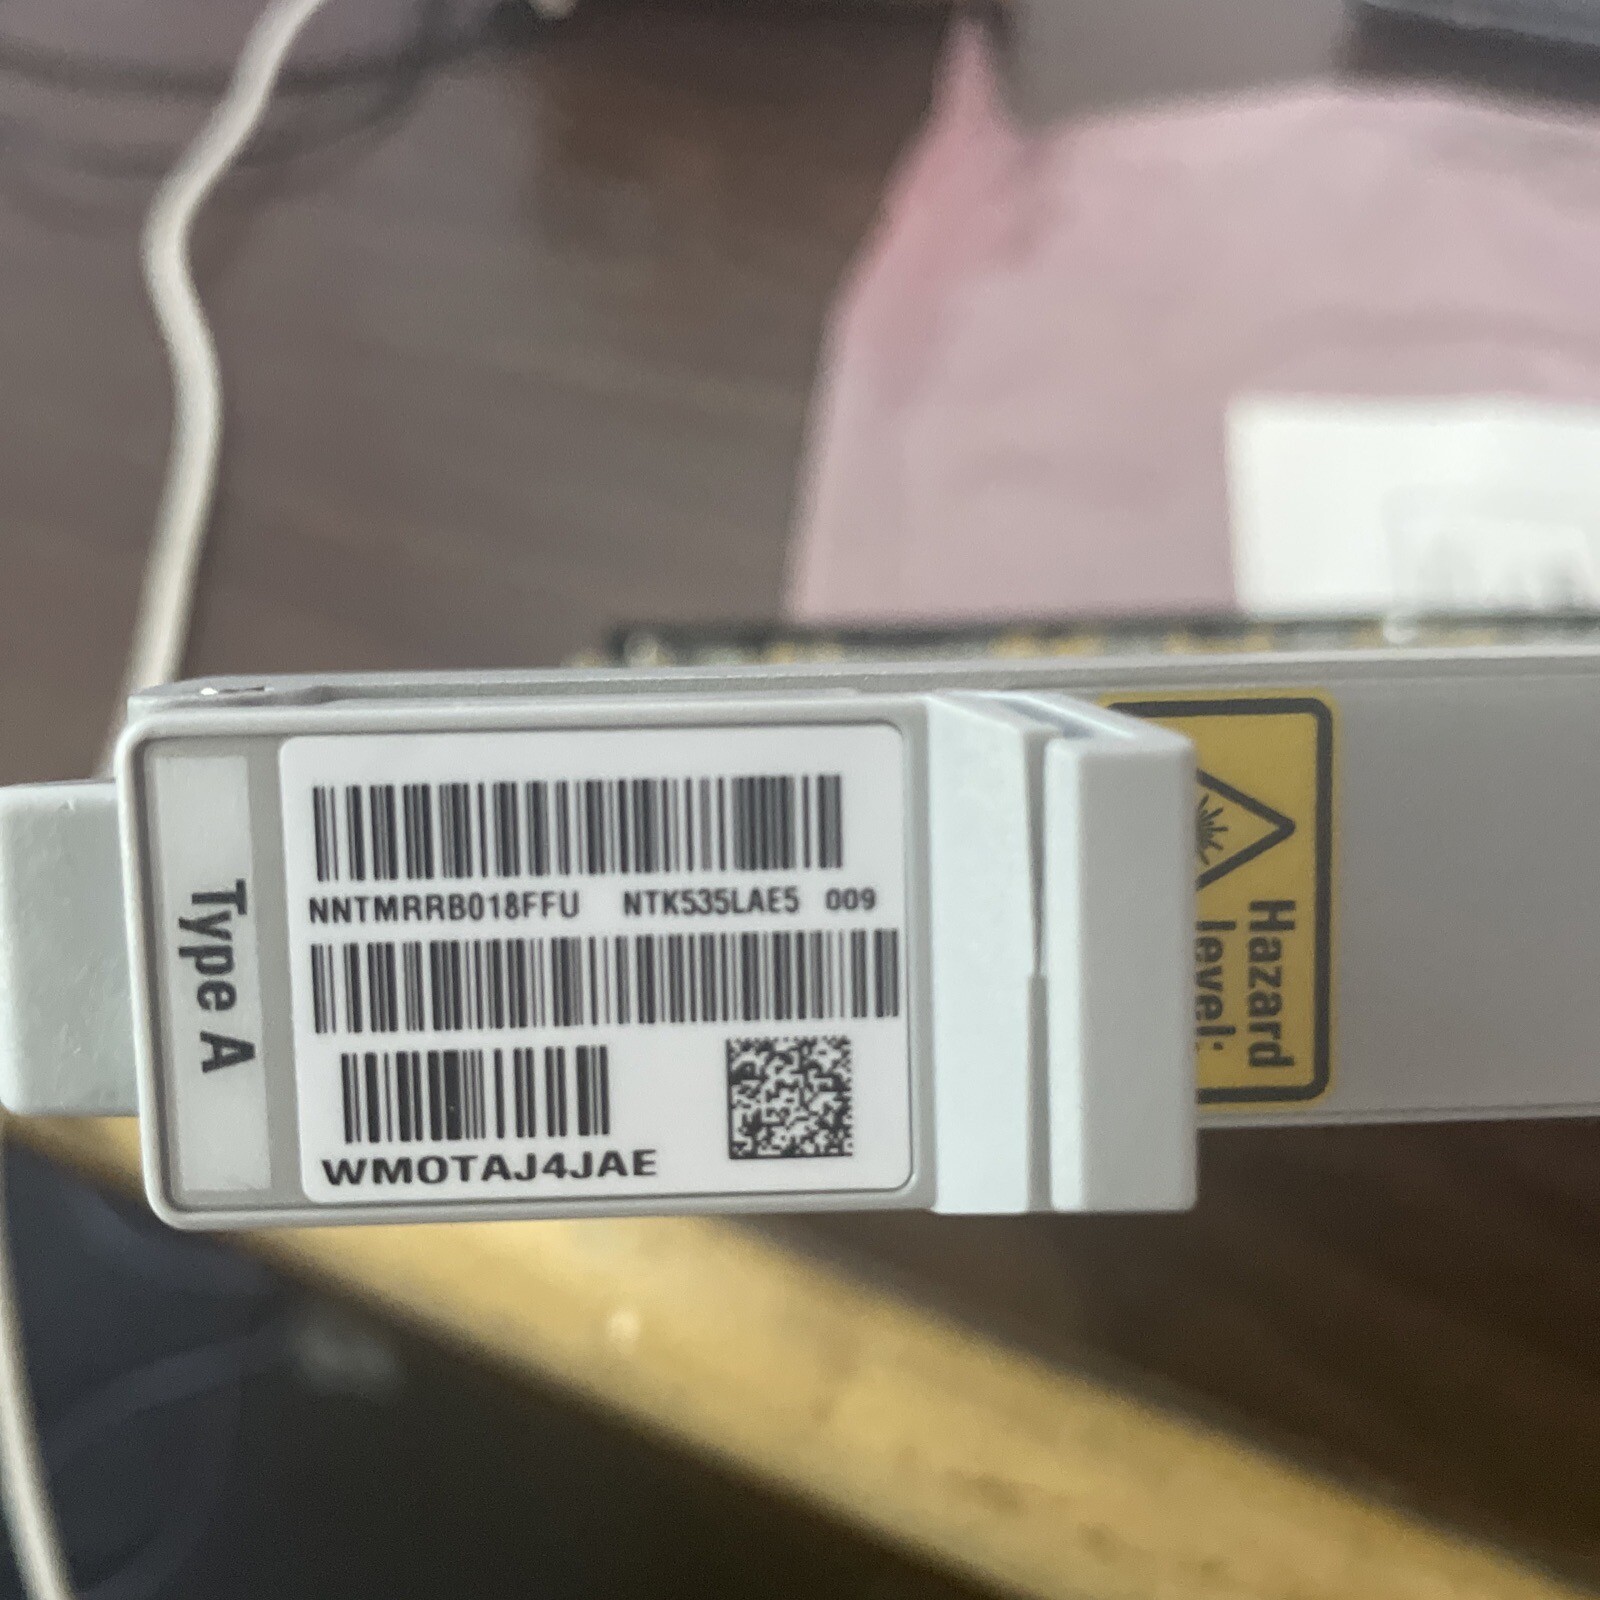 NNTMRRB018FFU NTK535LAE5 009
WMOTAJ4JAE
Type A
Hazard
level: